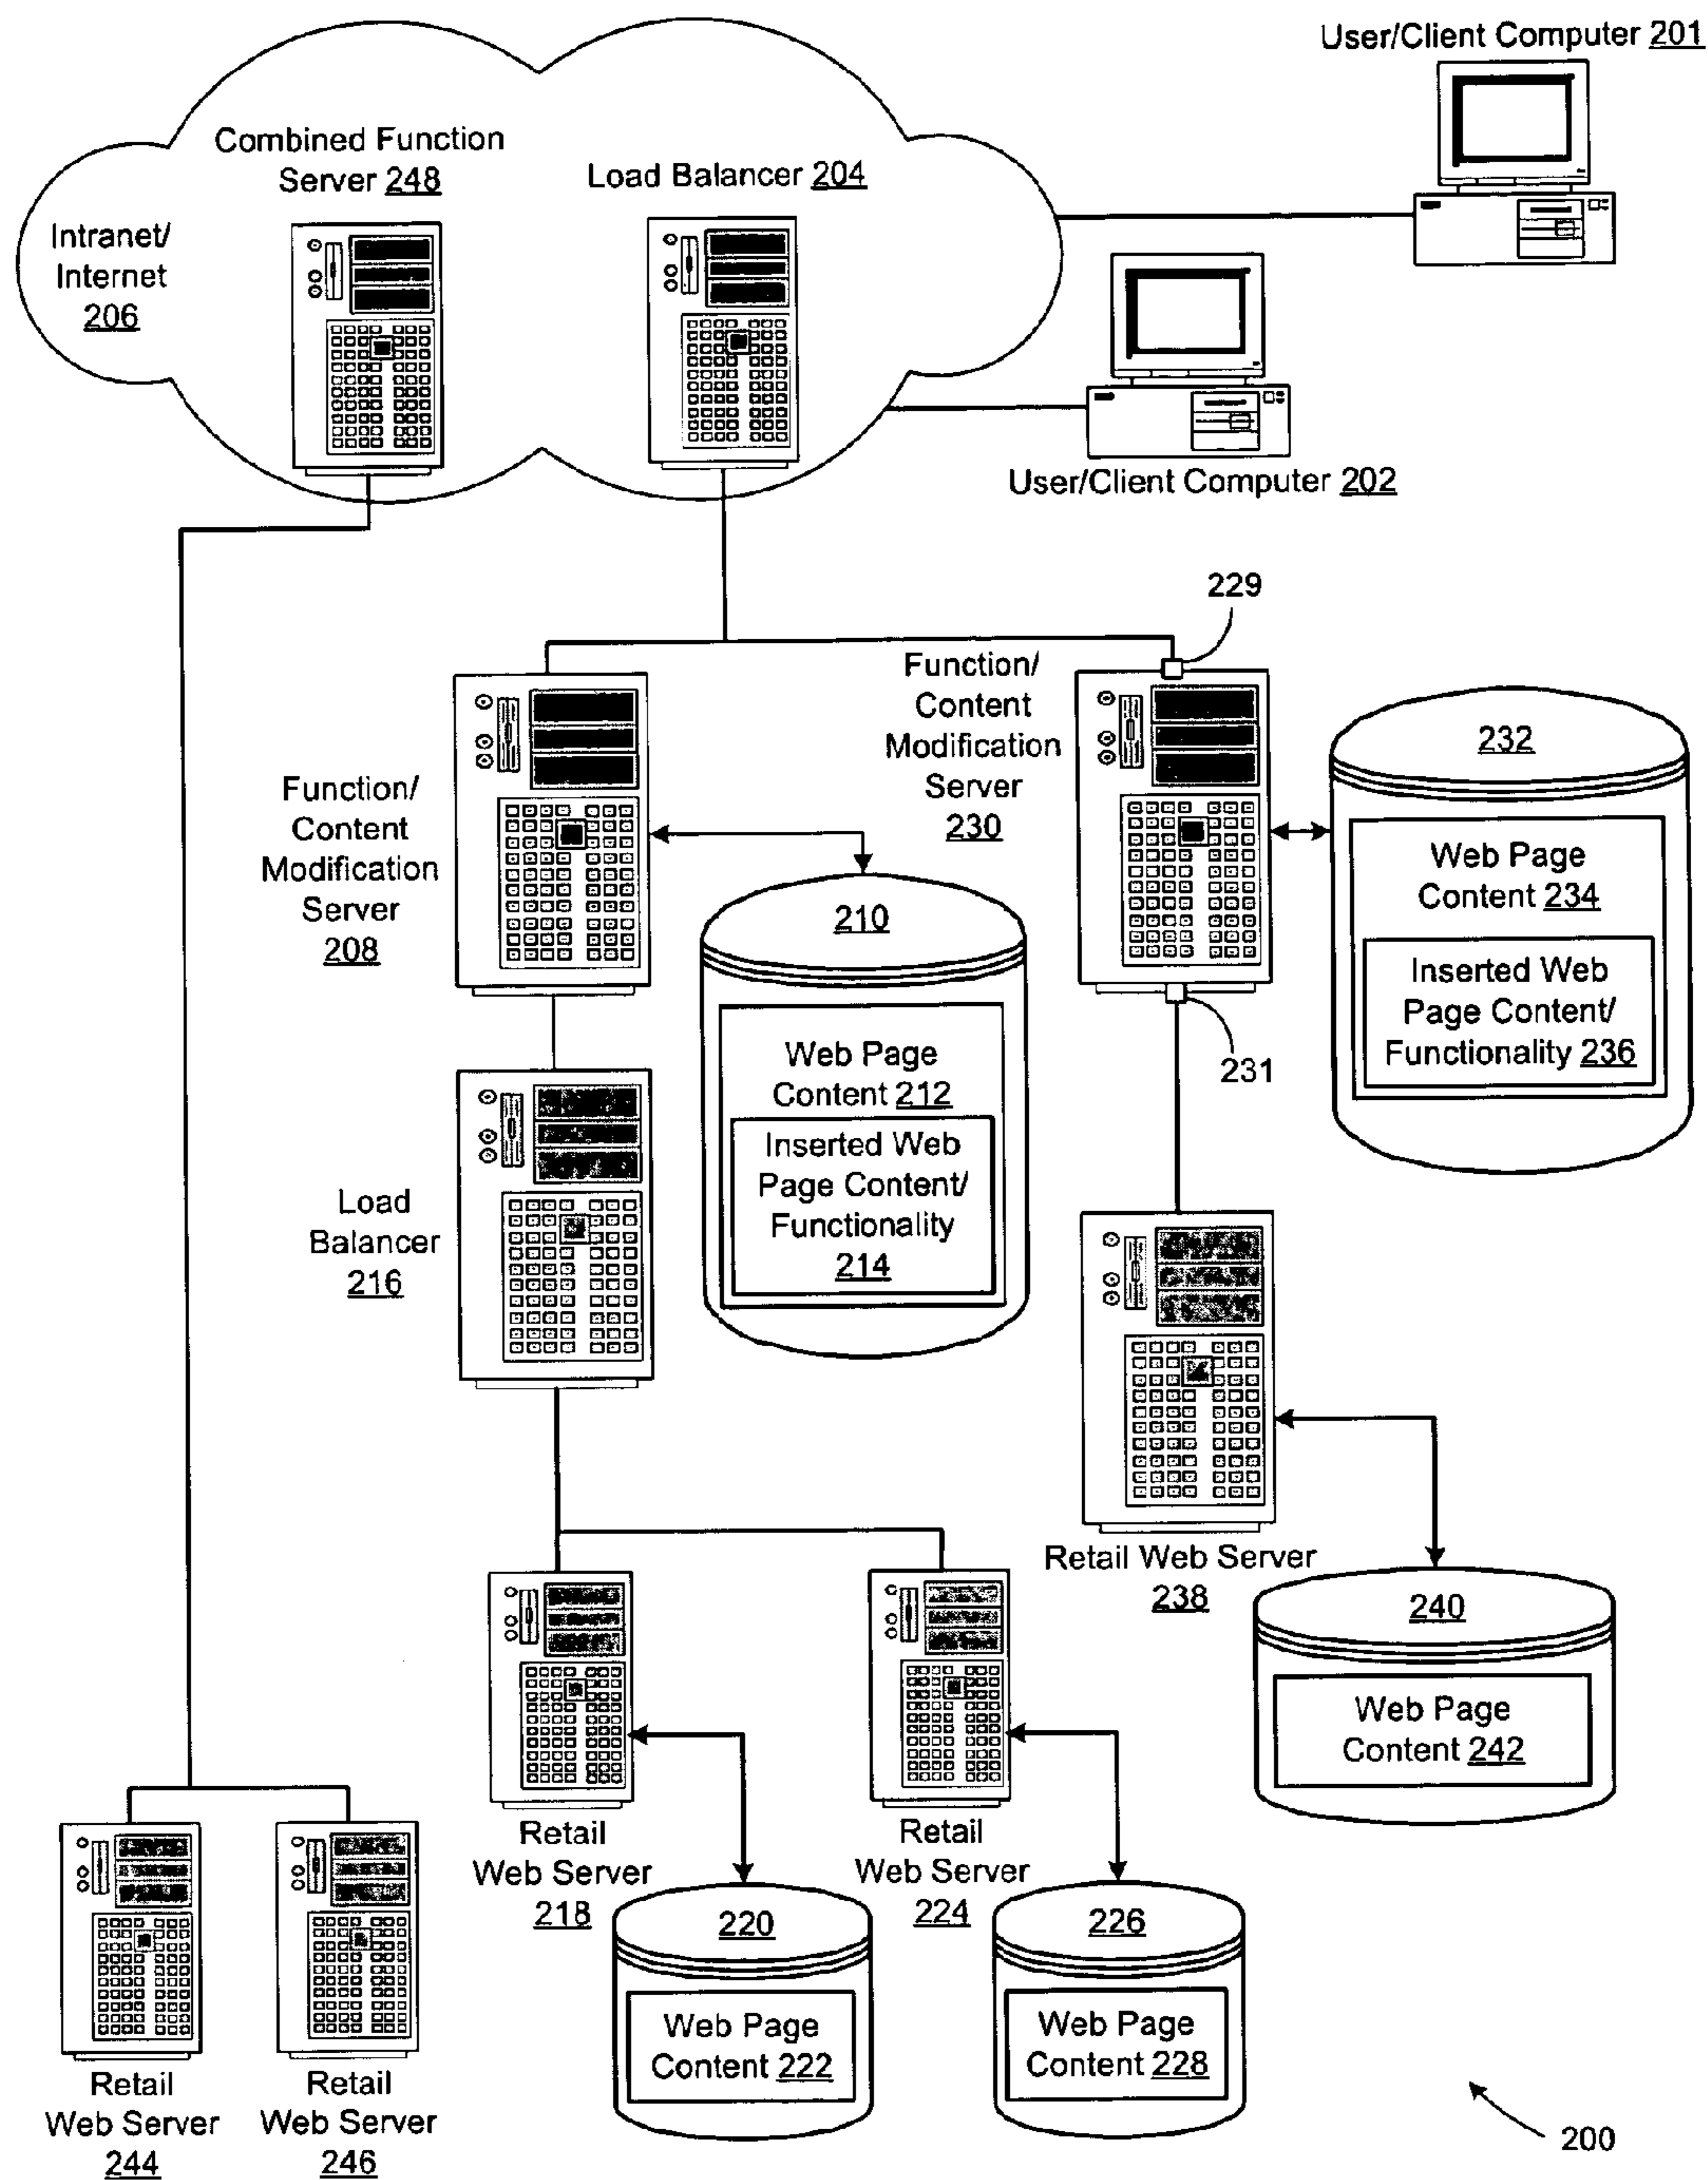 User/Client Computer 201
Combined Function
Server 248
Load Balancer 204
Intranet/
Internet
206
User/Client Computer 202
229
Function/
Content
Modification
Server
230
232
Web Page
Content 234
Inserted Web
Page Content/
Functionality 236
Function/
Content
Modification
Server
208
210
Web Page
Content 212
Inserted Web
Page Content/
Functionality
214
231
Load
Balancer
216
Retail Web Server
238
240
Web Page
Content 242
Retail
Web Server
218
220
Web Page
Content 222
Retail
Web Server
224
226
Web Page
Content 228
Retail
Web Server
244
Retail
Web Server
246
200